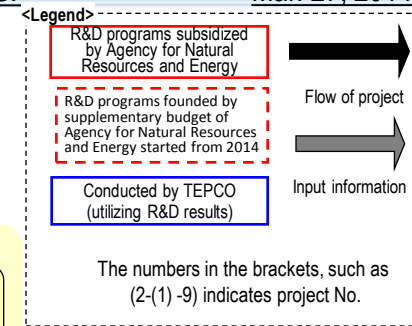 <Legend>
R&D programs subsidized
by Agency for Natural
Resources and Energy
Flow of project
R&D programs founded by
supplementary budget of
Agency for Natural Resources
and Energy started from 2014
Input information
Conducted by TEPCO
(utilizing R&D results)
The numbers in the brackets, such as
(2-(1) -9) indicates project No.